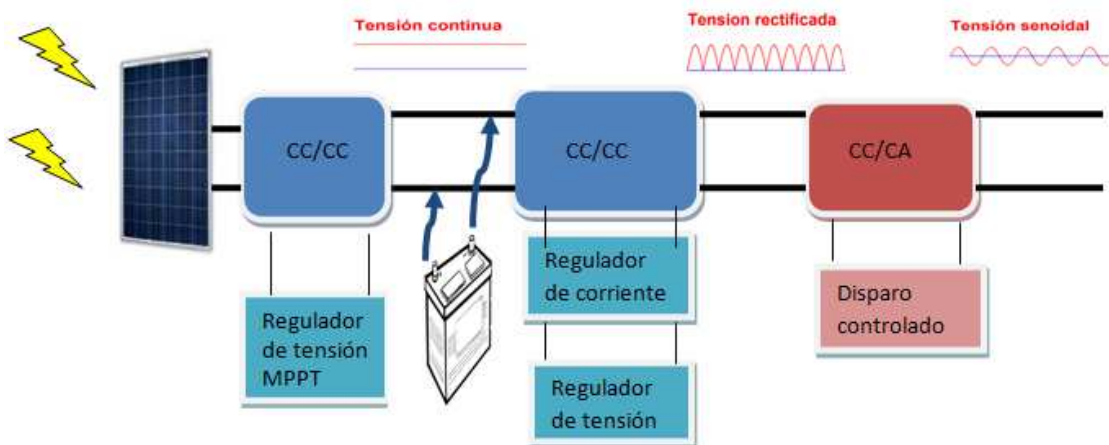 Tensión continua
Tension rectificada
Tensión senoidal
CC/CC
CC/CC
CC/CA
Regulador
de tensión
MPPT
Regulador
de corriente
Regulador
de tensión
Disparo
controlado